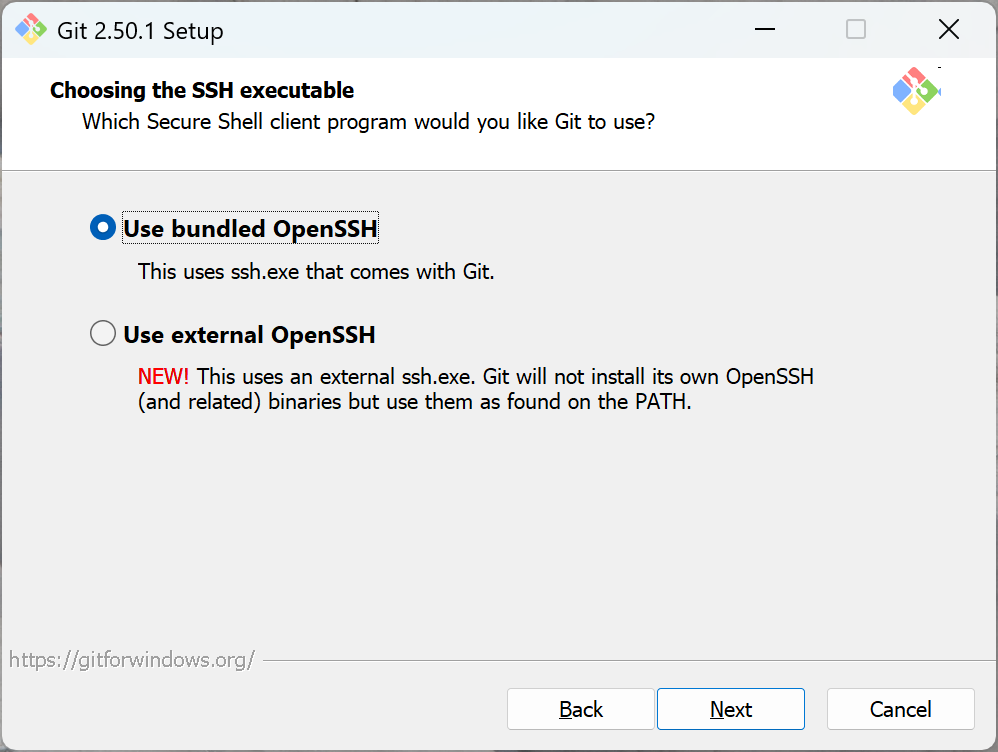 Git 2.50.1 Setup
Choosing the SSH executable
Which Secure Shell client program would you like Git to use?
Use bundled OpenSSH
This uses ssh.exe that comes with Git.
Use external OpenSSH
NEW! This uses an external ssh.exe. Git will not install its own OpenSSH
(and related) binaries but use them as found on the PATH.
https://gitforwindows.org/
Back
Next
Cancel